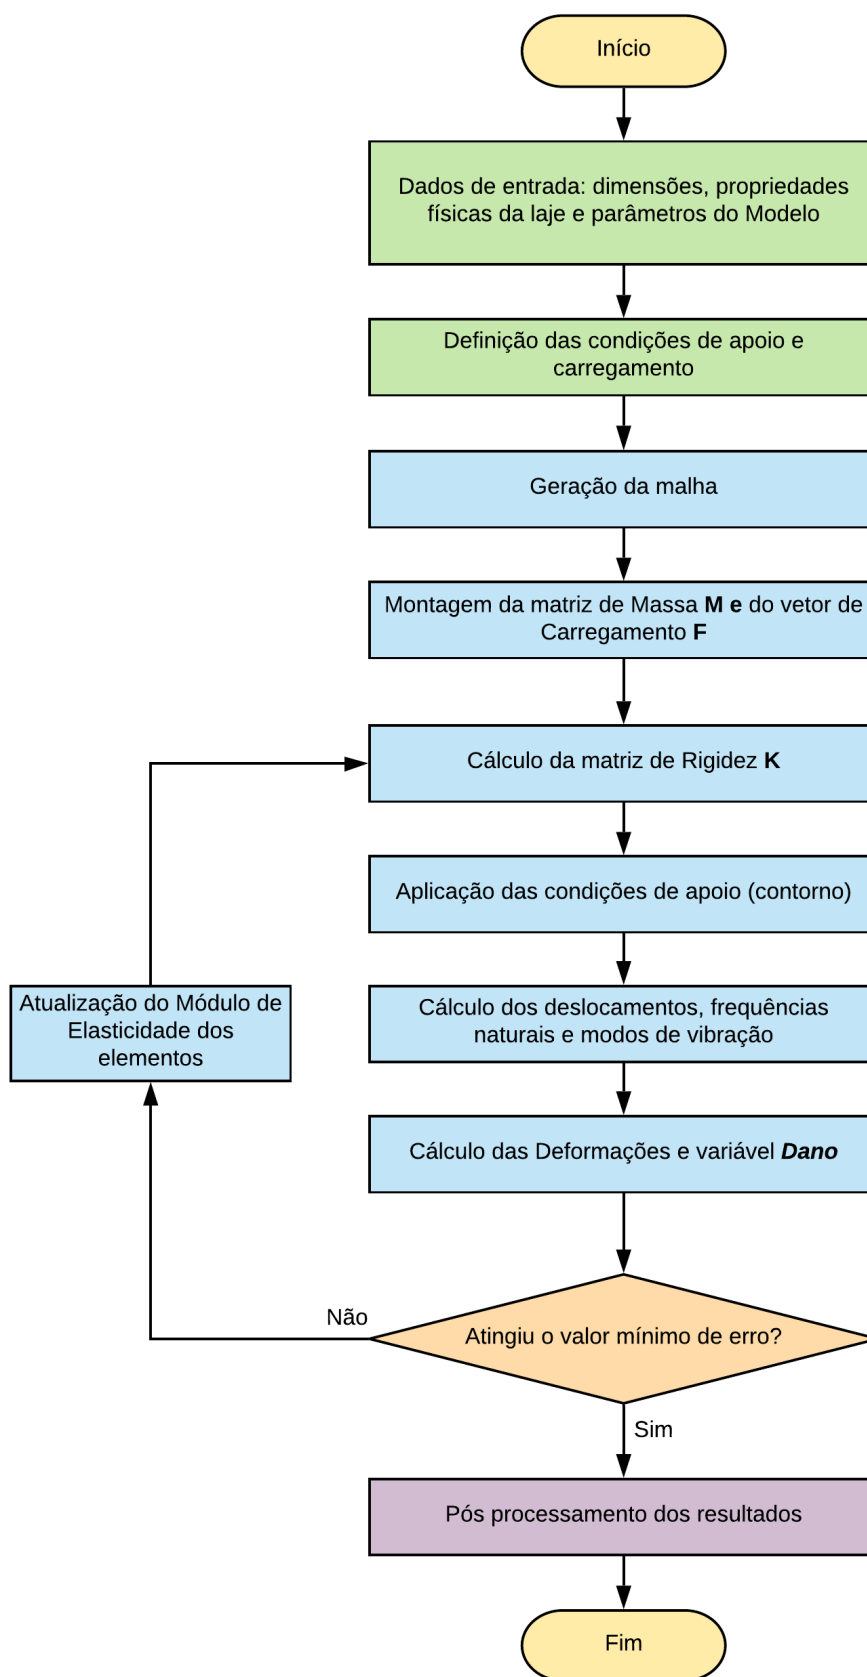 Início
Dados de entrada: dimensões, propriedades
físicas da laje e parâmetros do Modelo
Definição das condições de apoio e
carregamento
Geração da malha
Montagem da matriz de Massa M e do vetor de
Carregamento F
Cálculo da matriz de Rigidez K
Aplicação das condições de apoio (contorno)
Atualização do Módulo de
Elasticidade dos
elementos
Cálculo dos deslocamentos, frequências
naturais e modos de vibração
Cálculo das Deformações e variável Dano
Não
Atingiu o valor mínimo de erro?
Sim
Pós processamento dos resultados
Fim